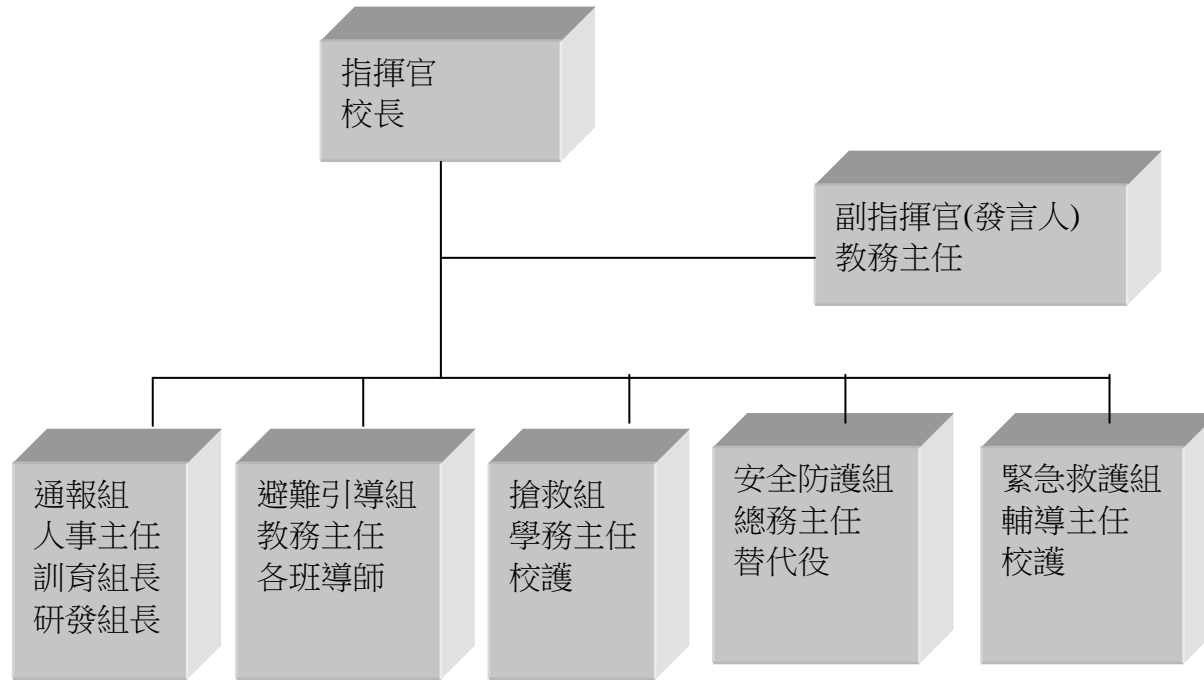 指揮官
校長
副指揮官(發言人)
教務主任
通報組
人事主任
訓育組長
研發組長
避難引導組
教務主任
各班導師
搶救組
學務主任
校護
安全防護組
總務主任
替代役
緊急救護組
輔導主任
校護